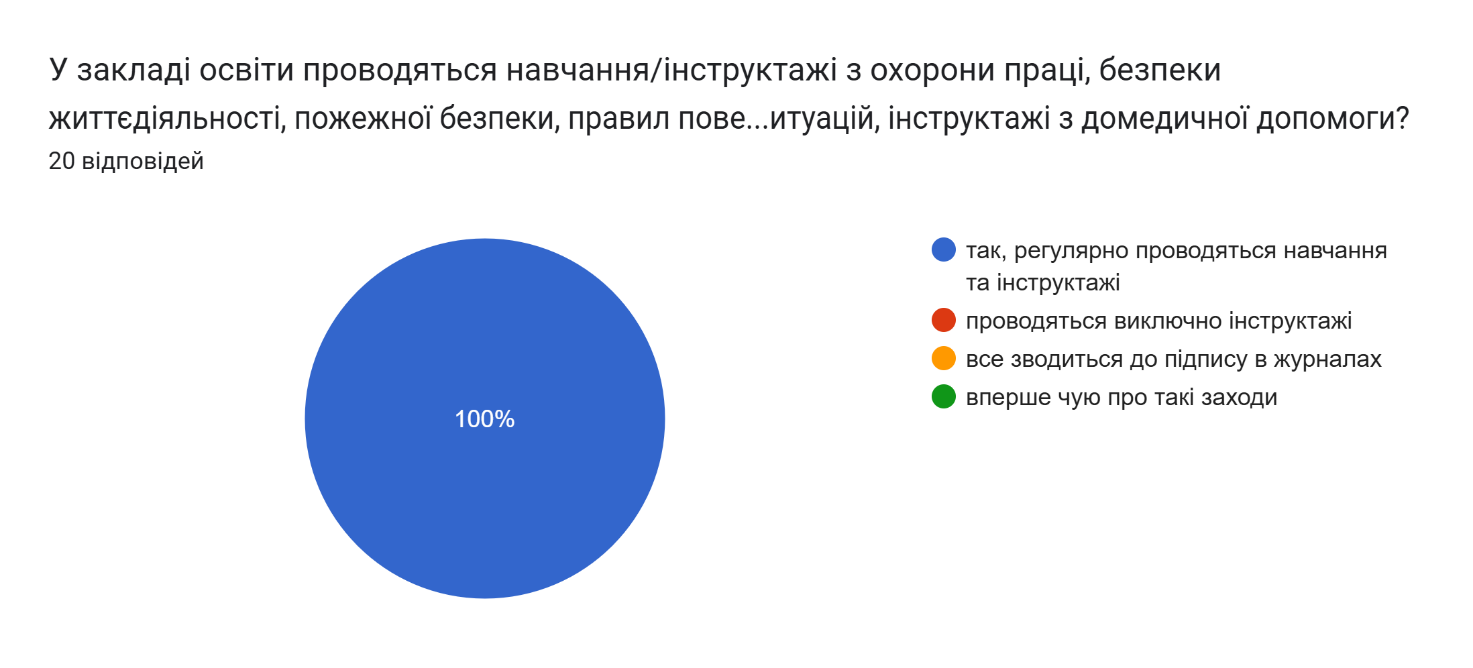 У закладі освіти проводяться навчання/інструктажі з охорони праці, безпеки
життєдіяльності, пожежної безпеки, правил пове...итуацій, інструктажі з домедичної допомоги?
20 відповідей
100%
так, регулярно проводяться навчання
та інструктажі
проводяться виключно інструктажі
все зводиться до підпису в журналах
вперше чую про такі заходи